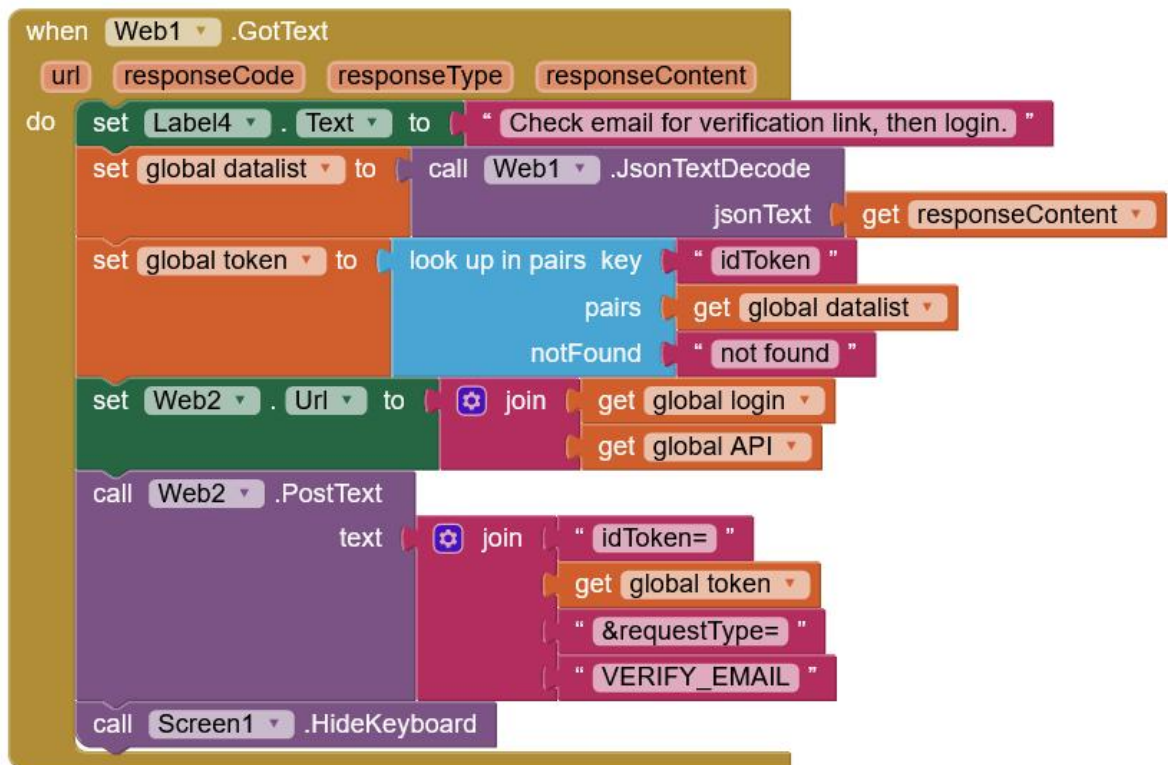 when Web1 .GotText
url responseCode responseType responseContent
do set Label4 . Text to " Check email for verification link, then login. "
set global datalist to call Web1 .JsonTextDecode
jsonText get responseContent
set global token to look up in pairs key " idToken "
pairs get global datalist
notFound " not found "
set Web2 . Url to join get global login
get global API
call Web2 .PostText
text join " idToken= "
get global token
" &requestType= "
" VERIFY_EMAIL "
call Screen1 .HideKeyboard